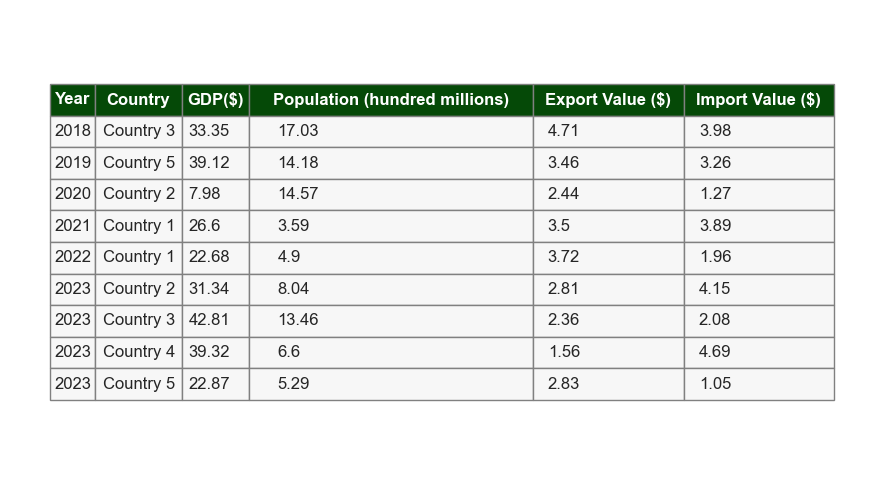 Year Country GDP($) Population (hundred millions) Export Value ($) Import Value ($)
2018 Country 3 33.35 17.03 4.71 3.98
2019 Country 5 39.12 14.18 3.46 3.26
2020 Country 2 7.98 14.57 2.44 1.27
2021 Country 1 26.6 3.59 3.5 3.89
2022 Country 1 22.68 4.9 3.72 1.96
2023 Country 2 31.34 8.04 2.81 4.15
2023 Country 3 42.81 13.46 2.36 2.08
2023 Country 4 39.32 6.6 1.56 4.69
2023 Country 5 22.87 5.29 2.83 1.05